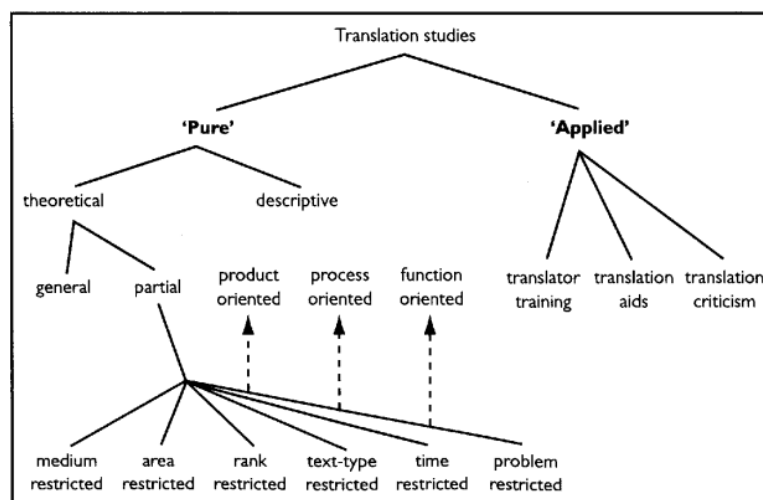 Translation studies
'Pure'
'Applied'
theoretical
descriptive
general
partial
product
oriented
process
oriented
function
oriented
translator
training
translation
aids
translation
criticism
medium
restricted
area
restricted
rank
restricted
text-type
restricted
time
restricted
problem
restricted